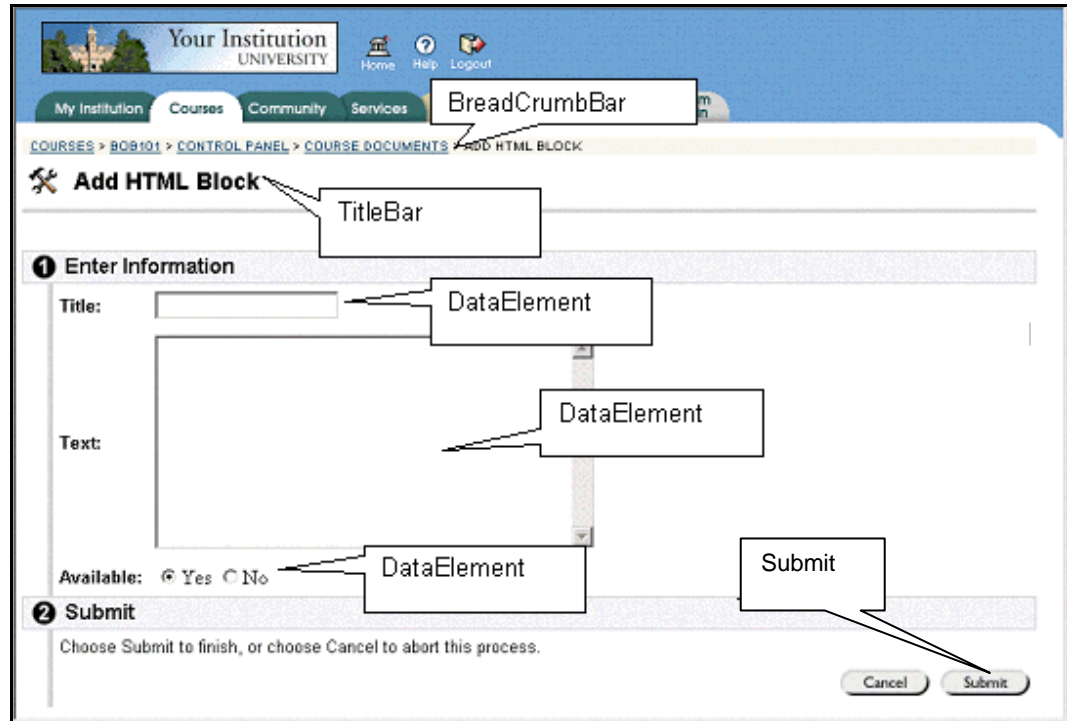 Your Institution
UNIVERSITY
Home Help Logout
My Institution Courses Community Services
BreadCrumbBar
COURSES > BOB101 > CONTROL PANEL > COURSE DOCUMENTS > ADD HTML BLOCK
Add HTML Block
TitleBar
1 Enter Information
Title:
DataElement
DataElement
Text:
DataElement
Available: Yes No
Submit
2 Submit
Choose Submit to finish, or choose Cancel to abort this process.
Cancel Submit